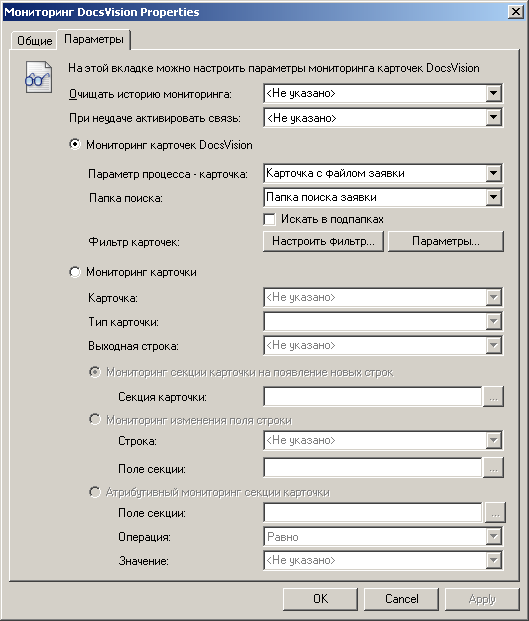 Мониторинг DocsVision Properties
Общие Параметры
На этой вкладке можно настроить параметры мониторинга карточек DocsVision
Очищать историю мониторинга: <Не указано>
При неудаче активировать связь: <Не указано>
Мониторинг карточек DocsVision
Параметр процесса - карточка: Карточка с файлом заявки
Папка поиска: Папка поиска заявки
Искать в подпапках
Фильтр карточек: Настроить фильтр... Параметры...
Мониторинг карточки
Карточка: <Не указано>
Тип карточки:
Выходная строка: <Не указано>
Мониторинг секции карточки на появление новых строк
Секция карточки: ...
Мониторинг изменения поля строки
Строка: <Не указано>
Поле секции: ...
Атрибутивный мониторинг секции карточки
Поле секции: ...
Операция: Равно
Значение: <Не указано>
OK Cancel Apply